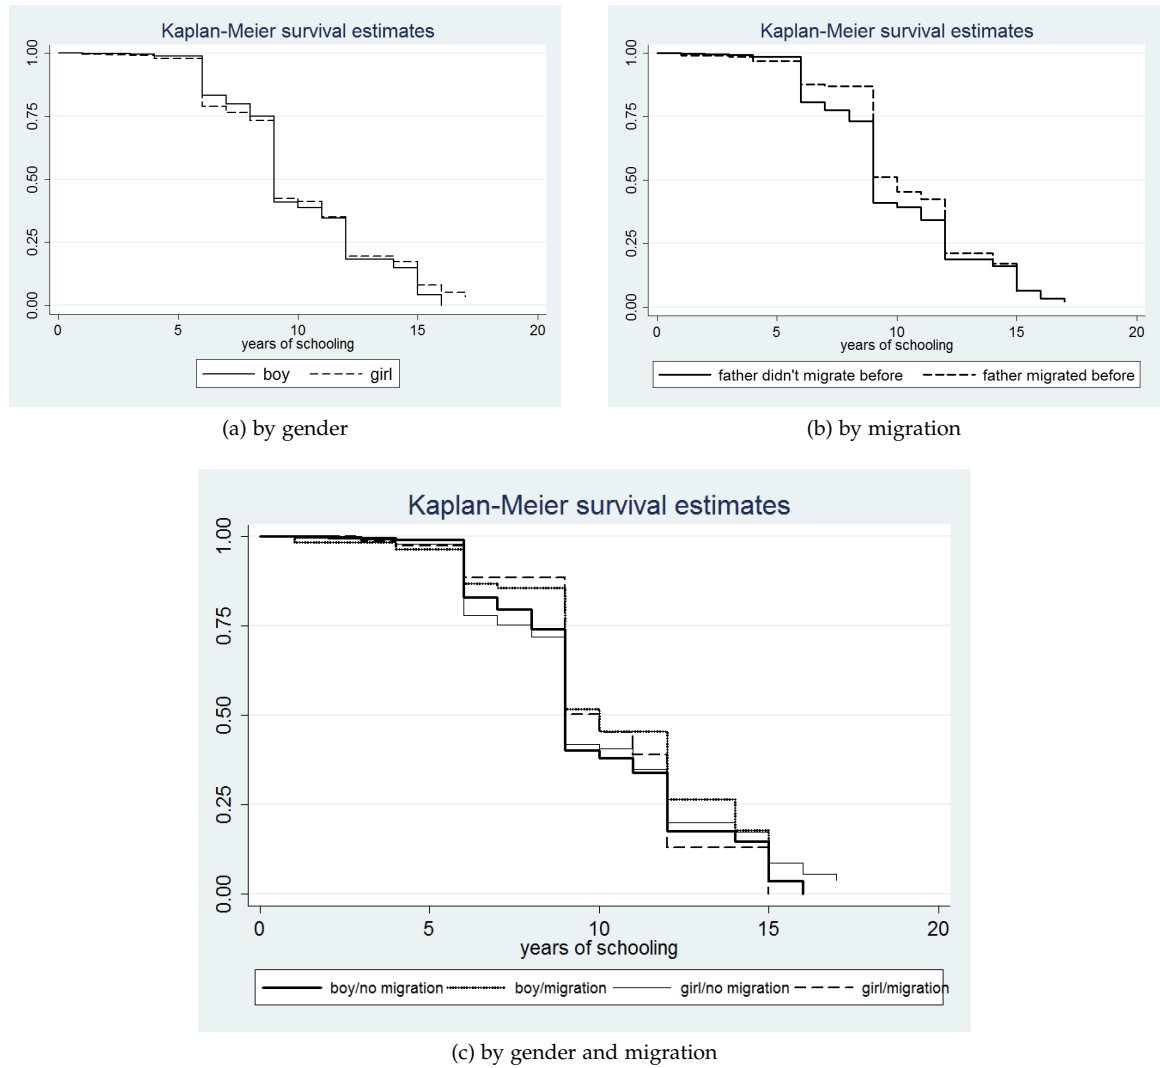 Kaplan-Meier survival estimates
1.00
0.75
0.50
0.25
0.00
0 5 10 15 20
years of schooling
boy girl
(a) by gender
Kaplan-Meier survival estimates
1.00
0.75
0.50
0.25
0.00
0 5 10 15 20
years of schooling
father didn't migrate before father migrated before
(b) by migration
Kaplan-Meier survival estimates
1.00
0.75
0.50
0.25
0.00
0 5 10 15 20
years of schooling
boy/no migration boy/migration girl/no migration girl/migration
(c) by gender and migration